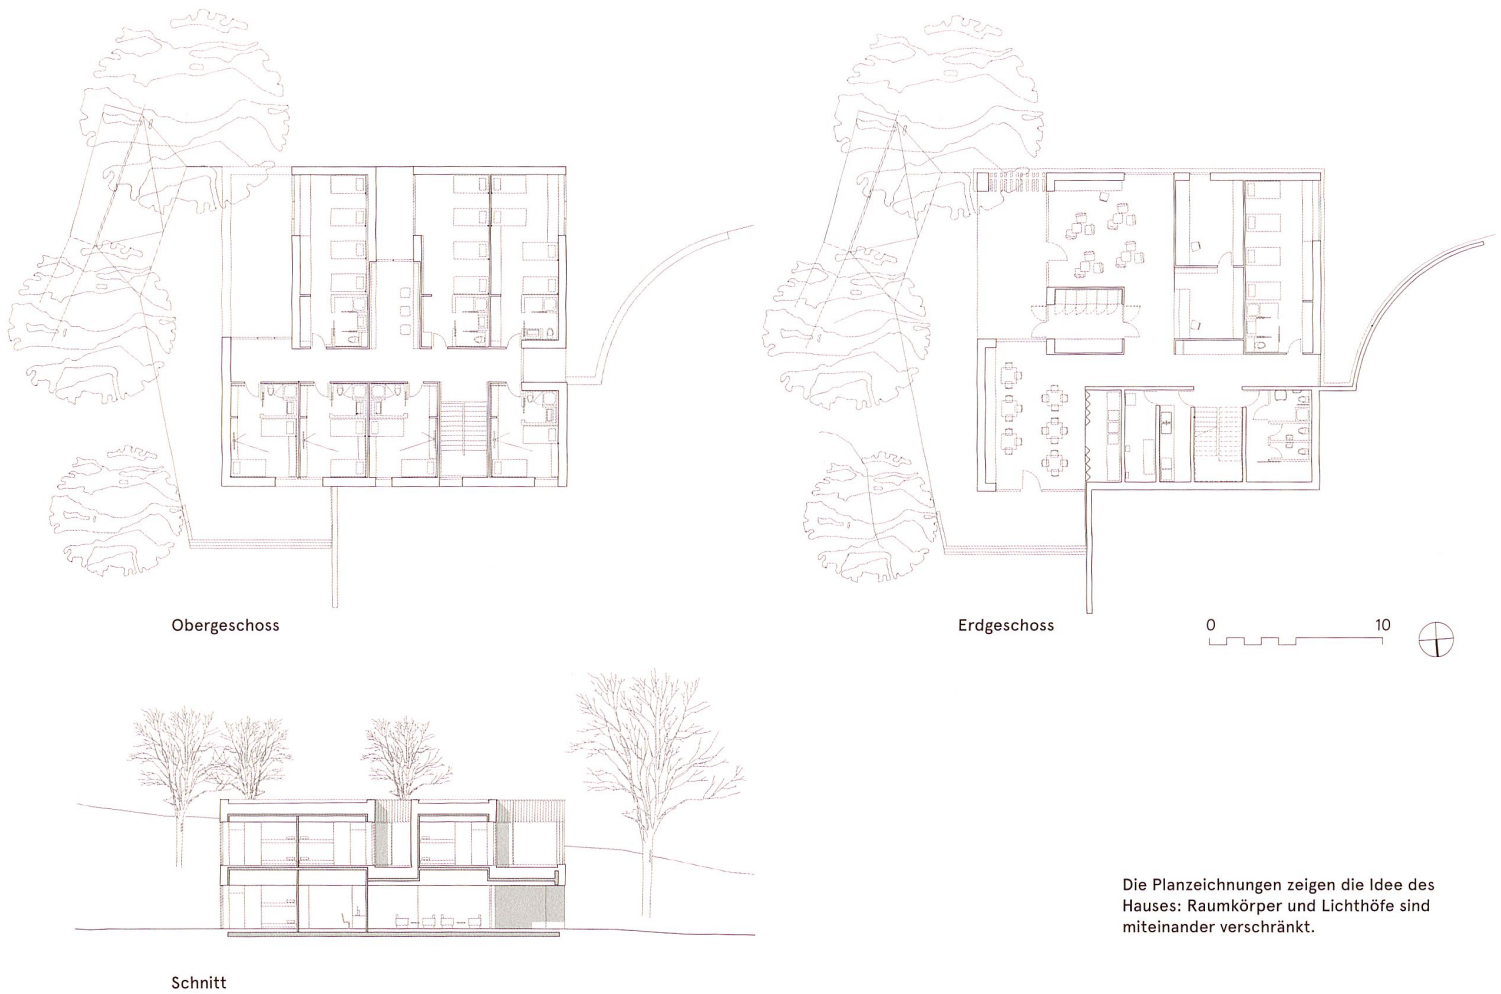 Obergeschoss
Erdgeschoss
0
10
Schnitt
Die Planzeichnungen zeigen die Idee des
Hauses: Raumkörper und Lichthöfe sind
miteinander verschränkt.